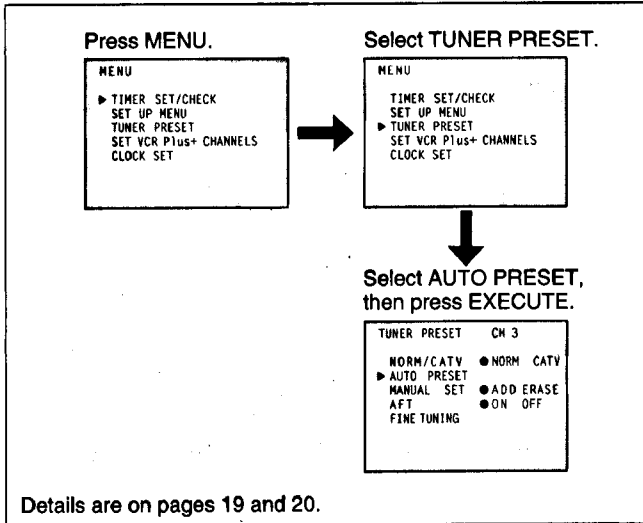 Press MENU.
MENU
▶ TIMER SET/CHECK
SET UP MENU
TUNER PRESET
SET VCR Plus+ CHANNELS
CLOCK SET
Select TUNER PRESET.
MENU
TIMER SET/CHECK
SET UP MENU
▶ TUNER PRESET
SET VCR Plus+ CHANNELS
CLOCK SET
Select AUTO PRESET,
then press EXECUTE.
TUNER PRESET CH 3
NORM/CATV ●NORM CATV
▶ AUTO PRESET
MANUAL SET ●ADD ERASE
AFT ●ON OFF
FINE TUNING
Details are on pages 19 and 20.